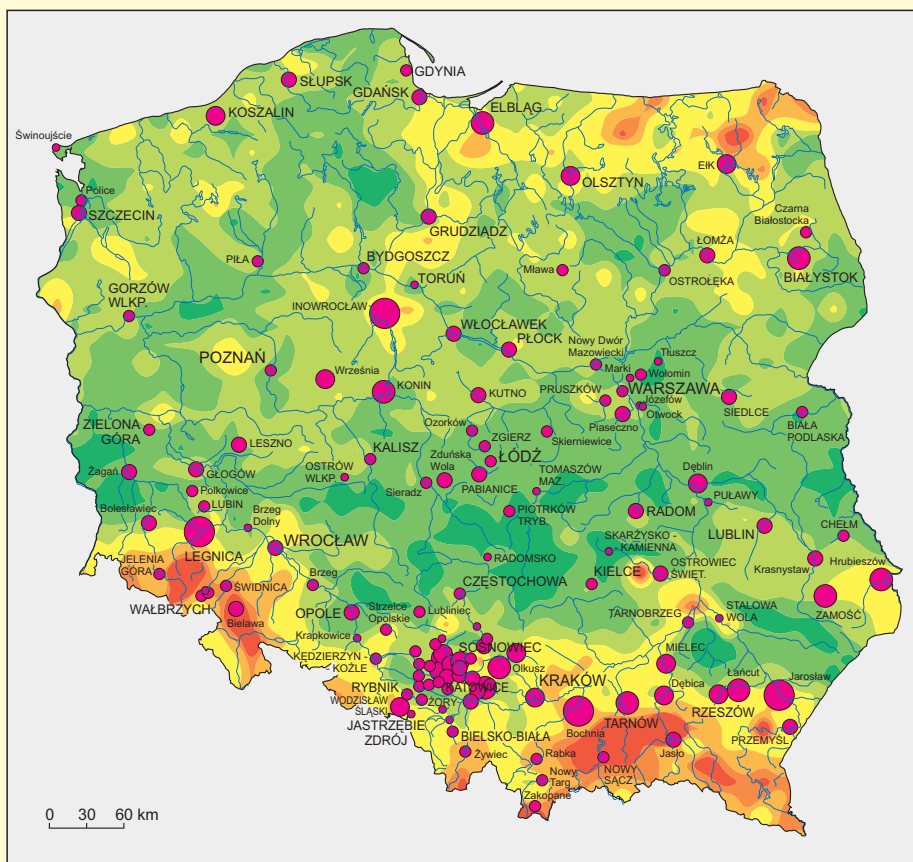 GDYNIA
SŁUPSK
GDAŃSK
KOSZALIN
ELBLĄG
Świnoujście
EŁK
OLSZTYN
Police
SZCZECIN
Czarna
Białostocka
GRUDZIĄDZ
ŁOMŻA
PIŁA
BYDGOSZCZ
Mława
BIAŁYSTOK
TORUŃ
OSTROŁĘKA
GORZÓW
WLKP.
INOWROCŁAW
WŁOCŁAWEK
PŁOCK
Nowy Dwór
Mazowiecki
Tłuszcz
POZNAŃ
Marki
Wołomin
Września
KONIN
KUTNO
PRUSZKÓW
WARSZAWA
Józefów
Otwock
SIEDLCE
Piaseczno
BIAŁA
PODLASKA
ZIELONA
GÓRA
Ozorków
Skierniewice
LESZNO
KALISZ
ZGIERZ
Zduńska
Wola
ŁÓDŹ
Żagań
GŁOGÓW
OSTRÓW
WLKP.
Sieradz
PABIANICE
TOMASZÓW
MAZ.
Dęblin
Polkowice
PUŁAWY
Bolesławiec
LUBIN
Brzeg
Dolny
PIOTRKÓW
TRYB.
RADOM
LUBLIN
CHEŁM
LEGNICA
WROCŁAW
SKARŻYSKO -
- KAMIENNA
JELENIA
GÓRA
RADOMSKO
Krasnystaw
Hrubieszów
ŚWIDNICA
Brzeg
CZĘSTOCHOWA
KIELCE
OSTROWIEC
ŚWIĘT.
WAŁBRZYCH
Bielawa
OPOLE
Strzelce
Opolskie
Lubliniec
TARNOBRZEG
STALOWA
WOLA
ZAMOŚĆ
Krapkowice
KĘDZIERZYN -
KOŹLE
SOSNOWIEC
MIELEC
Olkusz
KATOWICE
KRAKÓW
Dębica
Łańcut
Jarosław
RYBNIK
WODZISŁAW
ŚLĄSKI
ŻORY
RZESZÓW
JASTRZĘBIE
ZDRÓJ
Bochnia
TARNÓW
PRZEMYŚL
BIELSKO-BIAŁA
Jasło
Żywiec
Rabka
Nowy
Targ
NOWY
SĄCZ
Zakopane
0 30 60 km